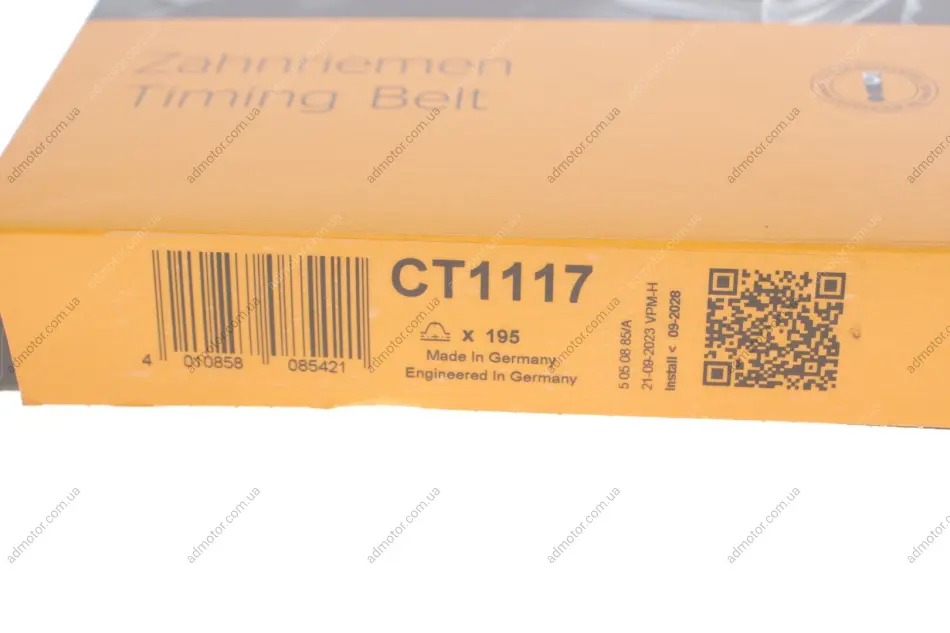 Zahnriemen
Timing Belt
CT1117
x 195
Made In Germany
Engineered In Germany
4 010858 085421
5 05 08 85/A
21-09-2023 VPM-H
Install < 09-2028
admotor.com.ua